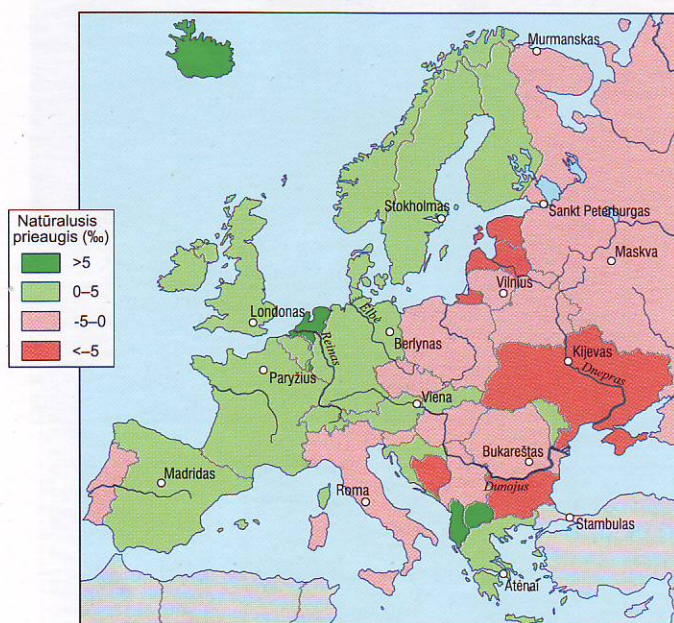 Murmanskas
Stokholmas
Sankt Peterburgas
Maskva
Vilnius
Natūralusis
prieaugis (‰)
>5
0–5
-5–0
<–5
Londonas
Elbė
Berlynas
Reinas
Kijevas
Dnepras
Paryžius
Viena
Bukareštas
Madridas
Dunojus
Roma
Stambulas
Atėnai